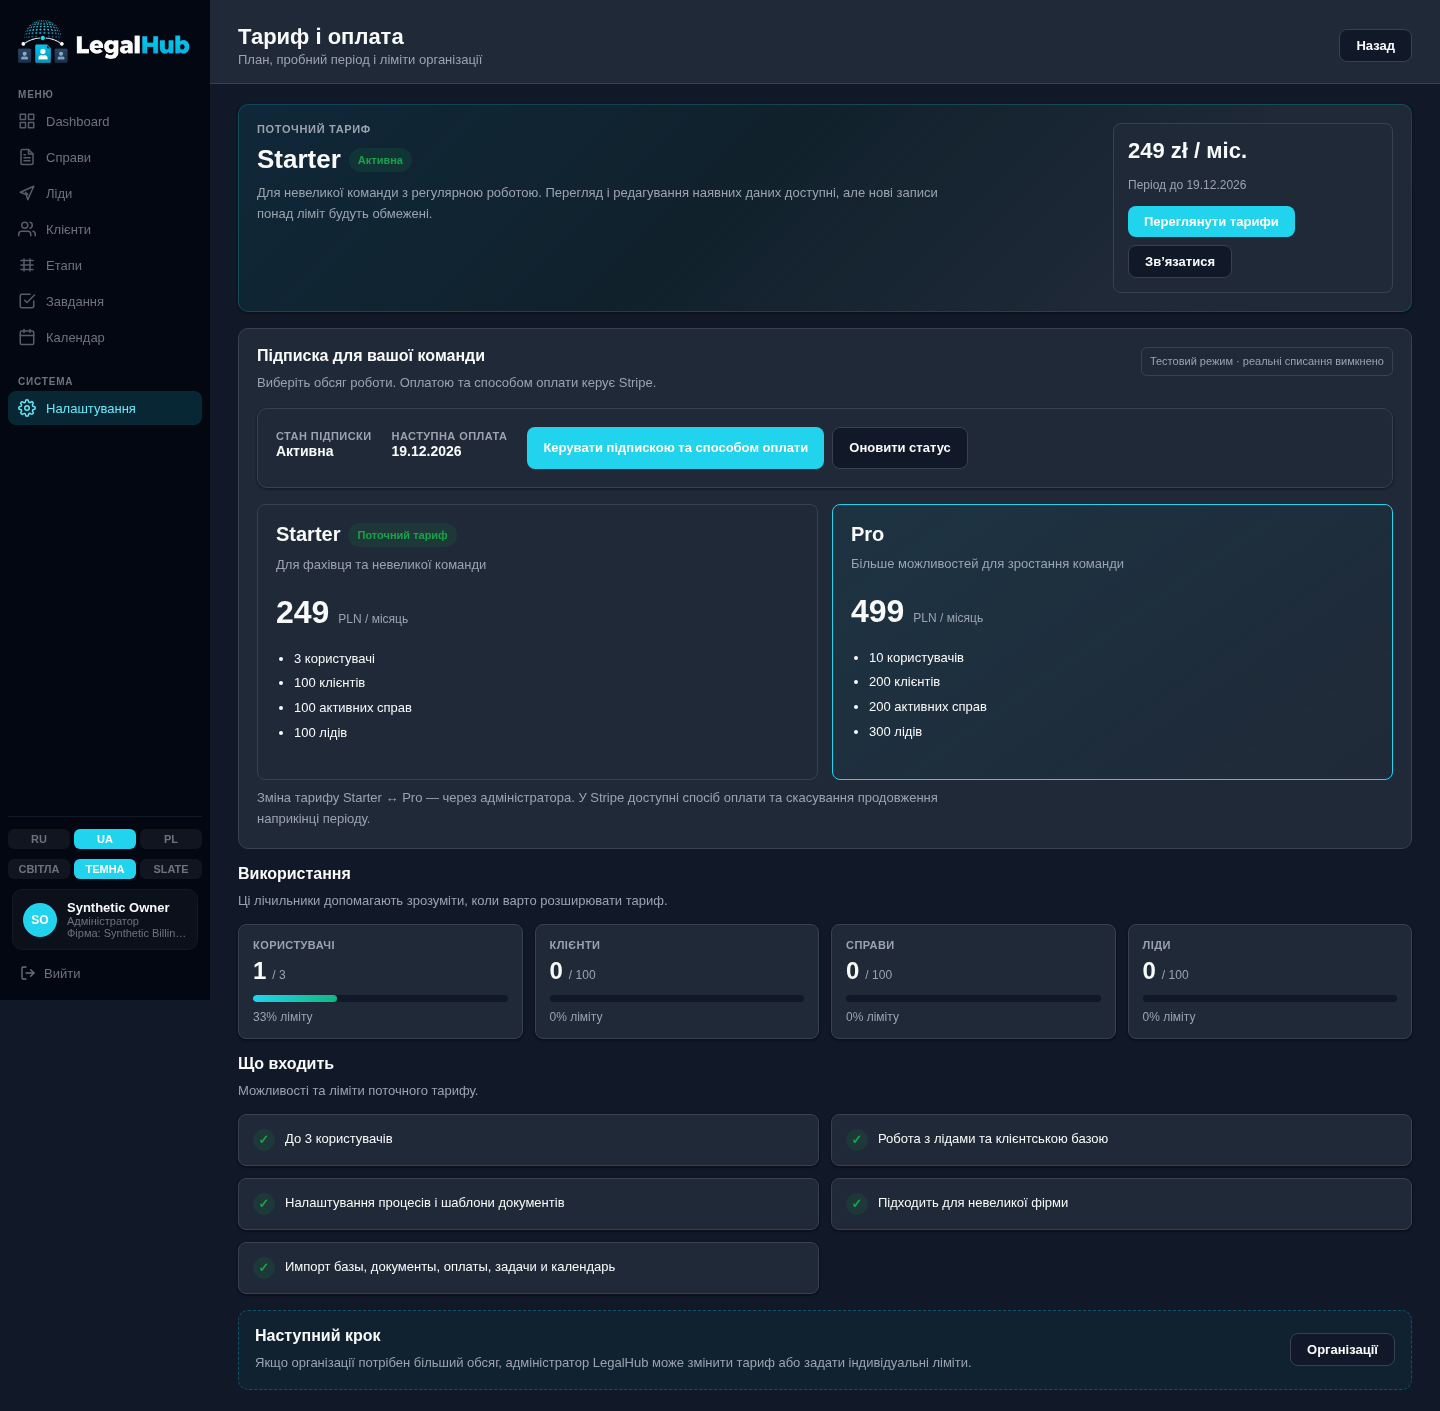 LegalHub
МЕНЮ
Dashboard
Справи
Ліди
Клієнти
Етапи
Завдання
Календар
СИСТЕМА
Налаштування
RU UA PL
СВІТЛА ТЕМНА SLATE
SO
Synthetic Owner
Адміністратор
Фірма: Synthetic Billin…
Вийти
Тариф і оплата
План, пробний період і ліміти організації
Назад
ПОТОЧНИЙ ТАРИФ
Starter Активна
Для невеликої команди з регулярною роботою. Перегляд і редагування наявних даних доступні, але нові записи
понад ліміт будуть обмежені.
249 zł / міс.
Період до 19.12.2026
Переглянути тарифи
Зв’язатися
Підписка для вашої команди
Виберіть обсяг роботи. Оплатою та способом оплати керує Stripe.
Тестовий режим · реальні списання вимкнено
СТАН ПІДПИСКИ
Активна
НАСТУПНА ОПЛАТА
19.12.2026
Керувати підпискою та способом оплати
Оновити статус
Starter Поточний тариф
Для фахівця та невеликої команди
249 PLN / місяць
• 3 користувачі
• 100 клієнтів
• 100 активних справ
• 100 лідів
Pro
Більше можливостей для зростання команди
499 PLN / місяць
• 10 користувачів
• 200 клієнтів
• 200 активних справ
• 300 лідів
Зміна тарифу Starter ↔ Pro — через адміністратора. У Stripe доступні спосіб оплати та скасування продовження
наприкінці періоду.
Використання
Ці лічильники допомагають зрозуміти, коли варто розширювати тариф.
КОРИСТУВАЧІ
1 / 3
33% ліміту
КЛІЄНТИ
0 / 100
0% ліміту
СПРАВИ
0 / 100
0% ліміту
ЛІДИ
0 / 100
0% ліміту
Що входить
Можливості та ліміти поточного тарифу.
✓ До 3 користувачів
✓ Робота з лідами та клієнтською базою
✓ Налаштування процесів і шаблони документів
✓ Підходить для невеликої фірми
✓ Импорт базы, документы, оплаты, задачи и календарь
Наступний крок
Якщо організації потрібен більший обсяг, адміністратор LegalHub може змінити тариф або задати індивідуальні ліміти.
Організації